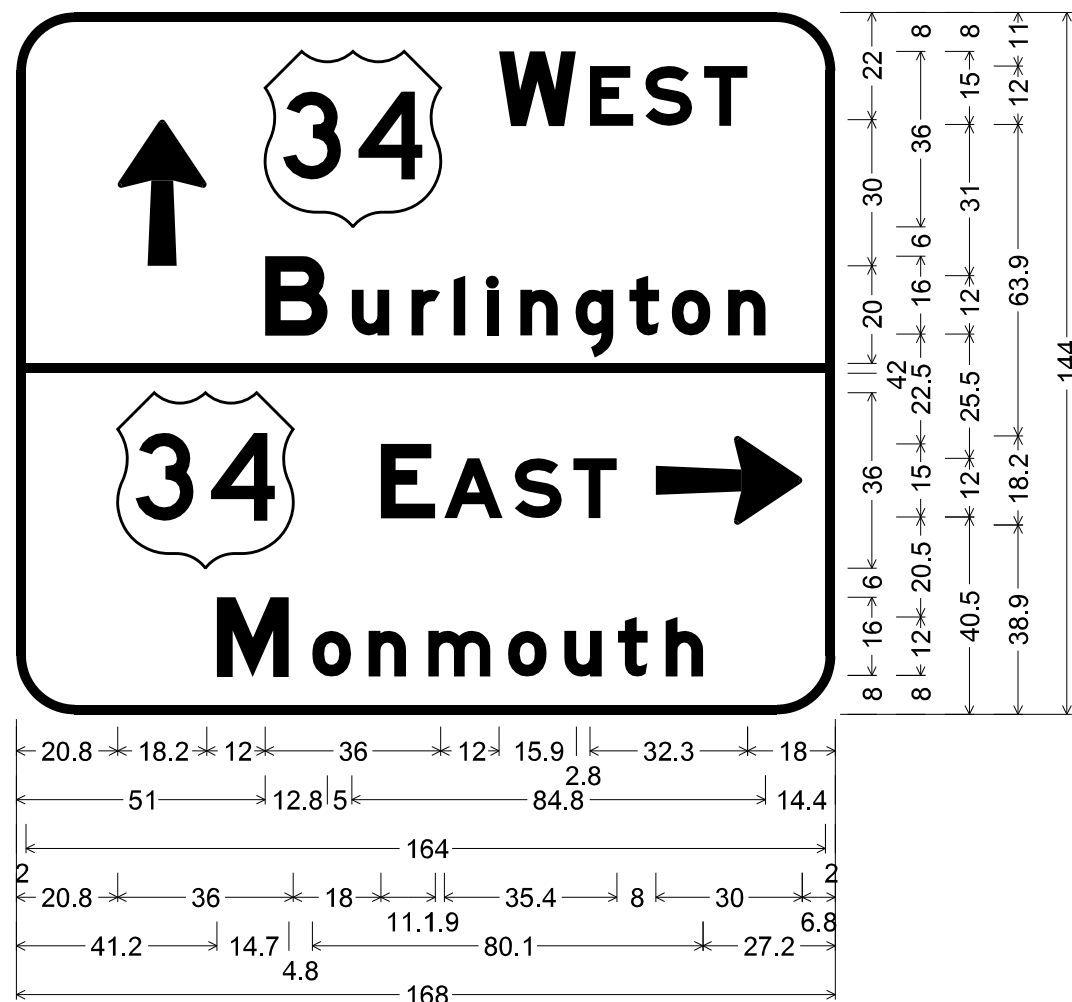 34 WEST
Burlington
34 EAST
Monmouth
22 30 20 36 6 16 8
42
8 36 6 16 22.5 15 20.5 12 8
8 15 31 12 25.5 12 40.5
11 12 63.9 18.2 38.9
144
20.8 18.2 12 36 12 15.9 2.8 32.3 18
51 12.8 5 84.8 14.4
2 164 2
20.8 36 18 11.1 1.9 35.4 8 30 6.8
41.2 14.7 4.8 80.1 27.2
168